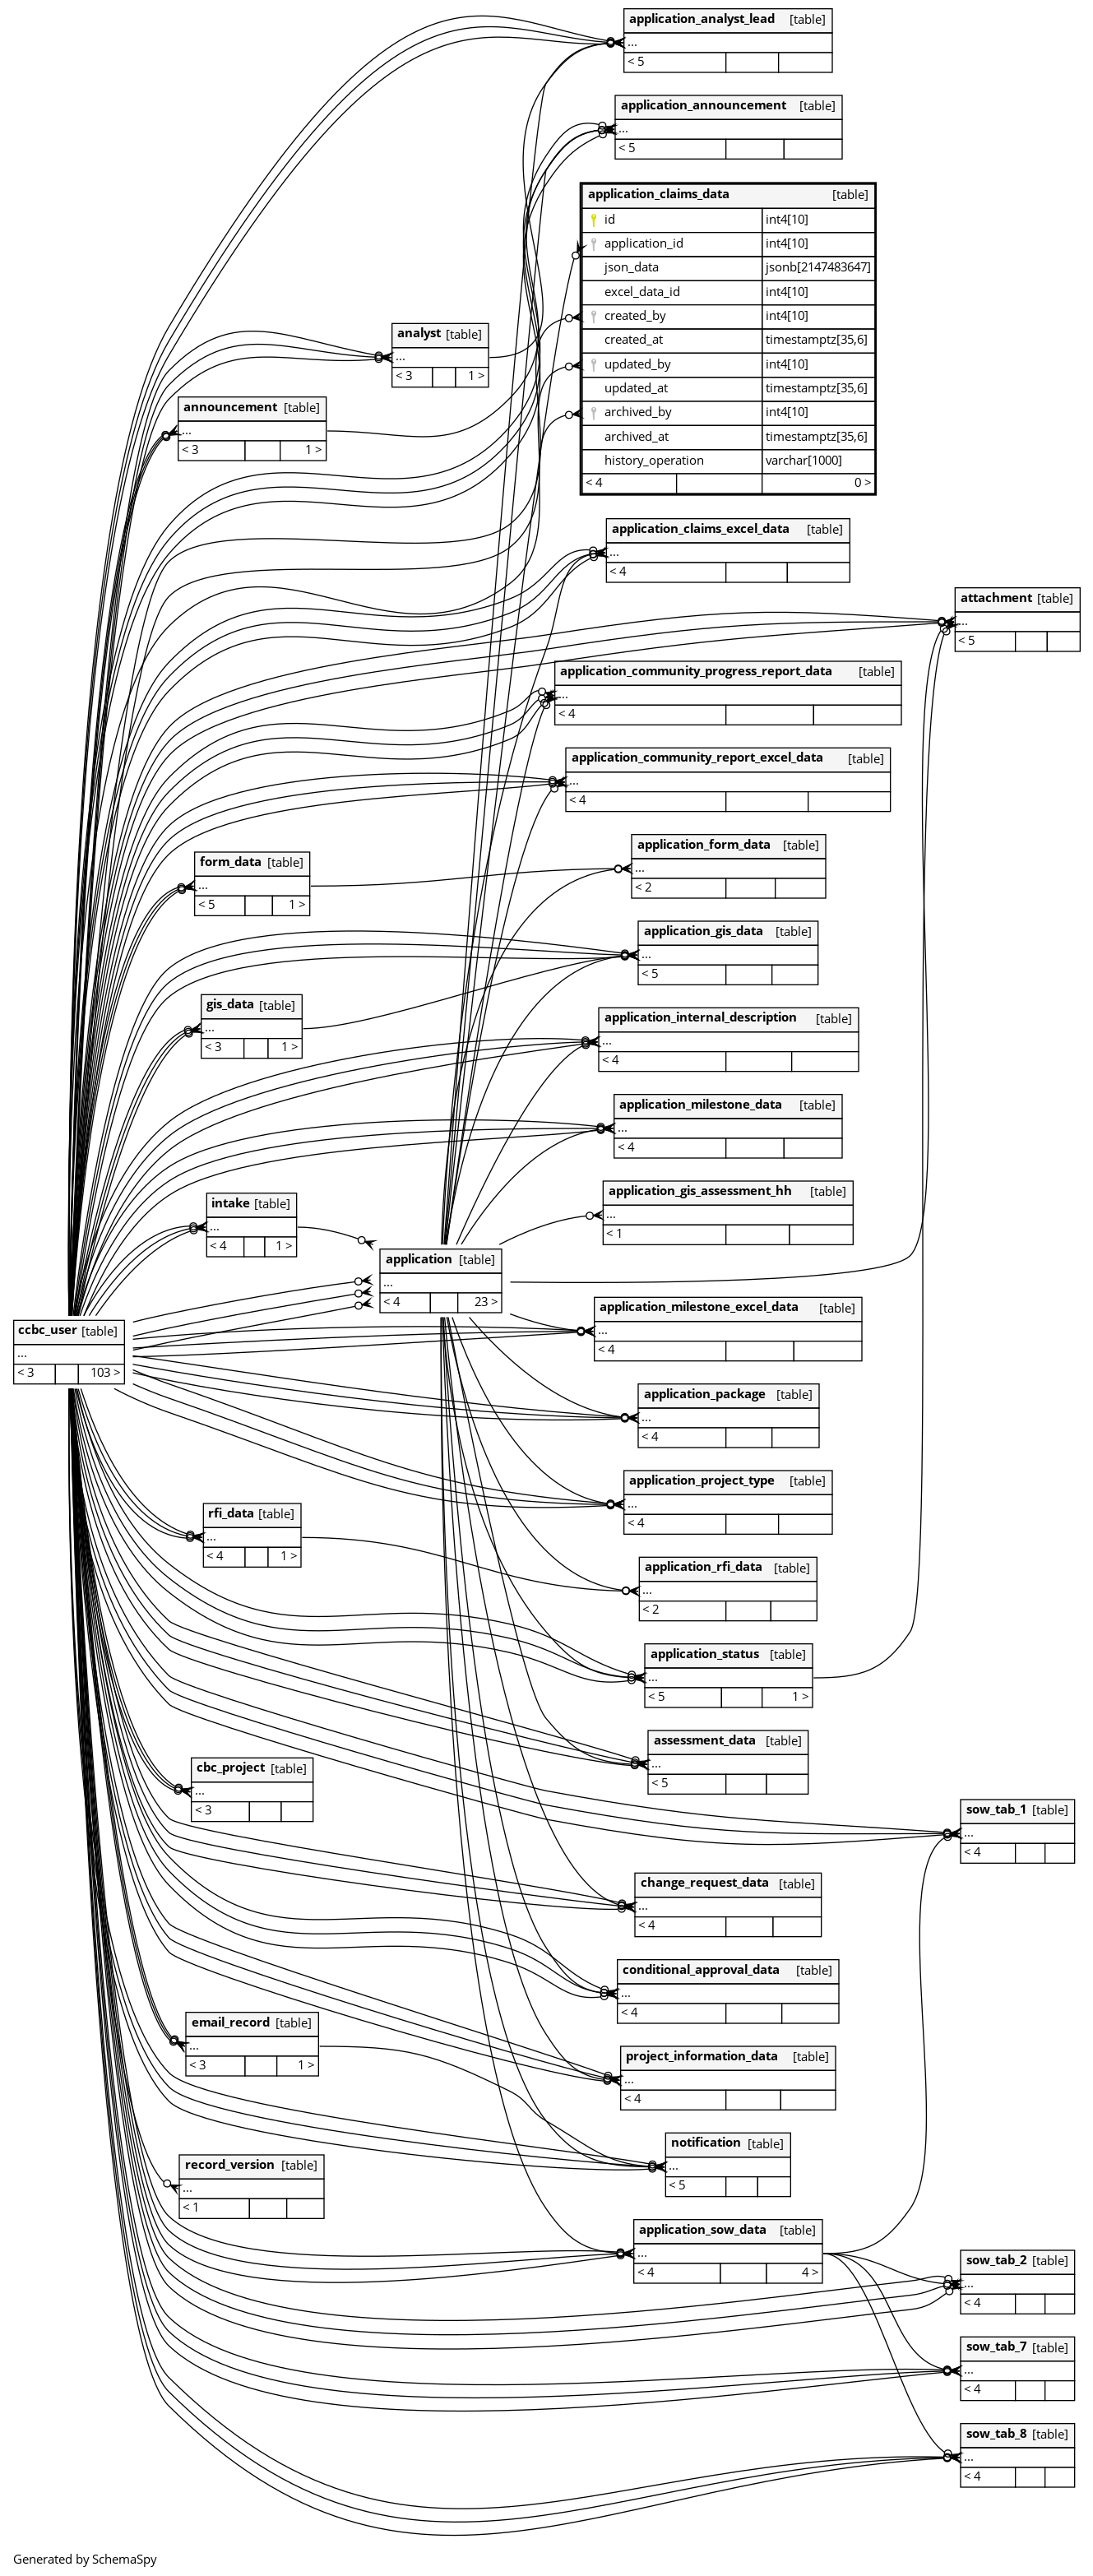 application_analyst_lead [table]
...
< 5
application_announcement [table]
...
< 5
application_claims_data [table]
id int4[10]
application_id int4[10]
json_data jsonb[2147483647]
excel_data_id int4[10]
created_by int4[10]
created_at timestamptz[35,6]
updated_by int4[10]
updated_at timestamptz[35,6]
archived_by int4[10]
archived_at timestamptz[35,6]
history_operation varchar[1000]
< 4 0 >
analyst [table]
...
< 3 1 >
announcement [table]
...
< 3 1 >
application_claims_excel_data [table]
...
< 4
attachment [table]
...
< 5
application_community_progress_report_data [table]
...
< 4
application_community_report_excel_data [table]
...
< 4
application_form_data [table]
...
< 2
form_data [table]
...
< 5 1 >
application_gis_data [table]
...
< 5
gis_data [table]
...
< 3 1 >
application_internal_description [table]
...
< 4
application_milestone_data [table]
...
< 4
application_gis_assessment_hh [table]
...
< 1
intake [table]
...
< 4 1 >
application [table]
...
< 4 23 >
application_milestone_excel_data [table]
...
< 4
ccbc_user [table]
...
< 3 103 >
application_package [table]
...
< 4
application_project_type [table]
...
< 4
rfi_data [table]
...
< 4 1 >
application_rfi_data [table]
...
< 2
application_status [table]
...
< 5 1 >
assessment_data [table]
...
< 5
cbc_project [table]
...
< 3
sow_tab_1 [table]
...
< 4
change_request_data [table]
...
< 4
conditional_approval_data [table]
...
< 4
email_record [table]
...
< 3 1 >
project_information_data [table]
...
< 4
notification [table]
...
< 5
record_version [table]
...
< 1
application_sow_data [table]
...
< 4 4 >
sow_tab_2 [table]
...
< 4
sow_tab_7 [table]
...
< 4
sow_tab_8 [table]
...
< 4
Generated by SchemaSpy